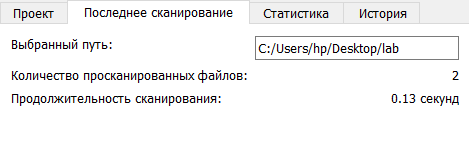 Проект Последнее сканирование Статистика История
Выбранный путь: C:/Users/hp/Desktop/lab
Количество просканированных файлов: 2
Продолжительность сканирования: 0.13 секунд